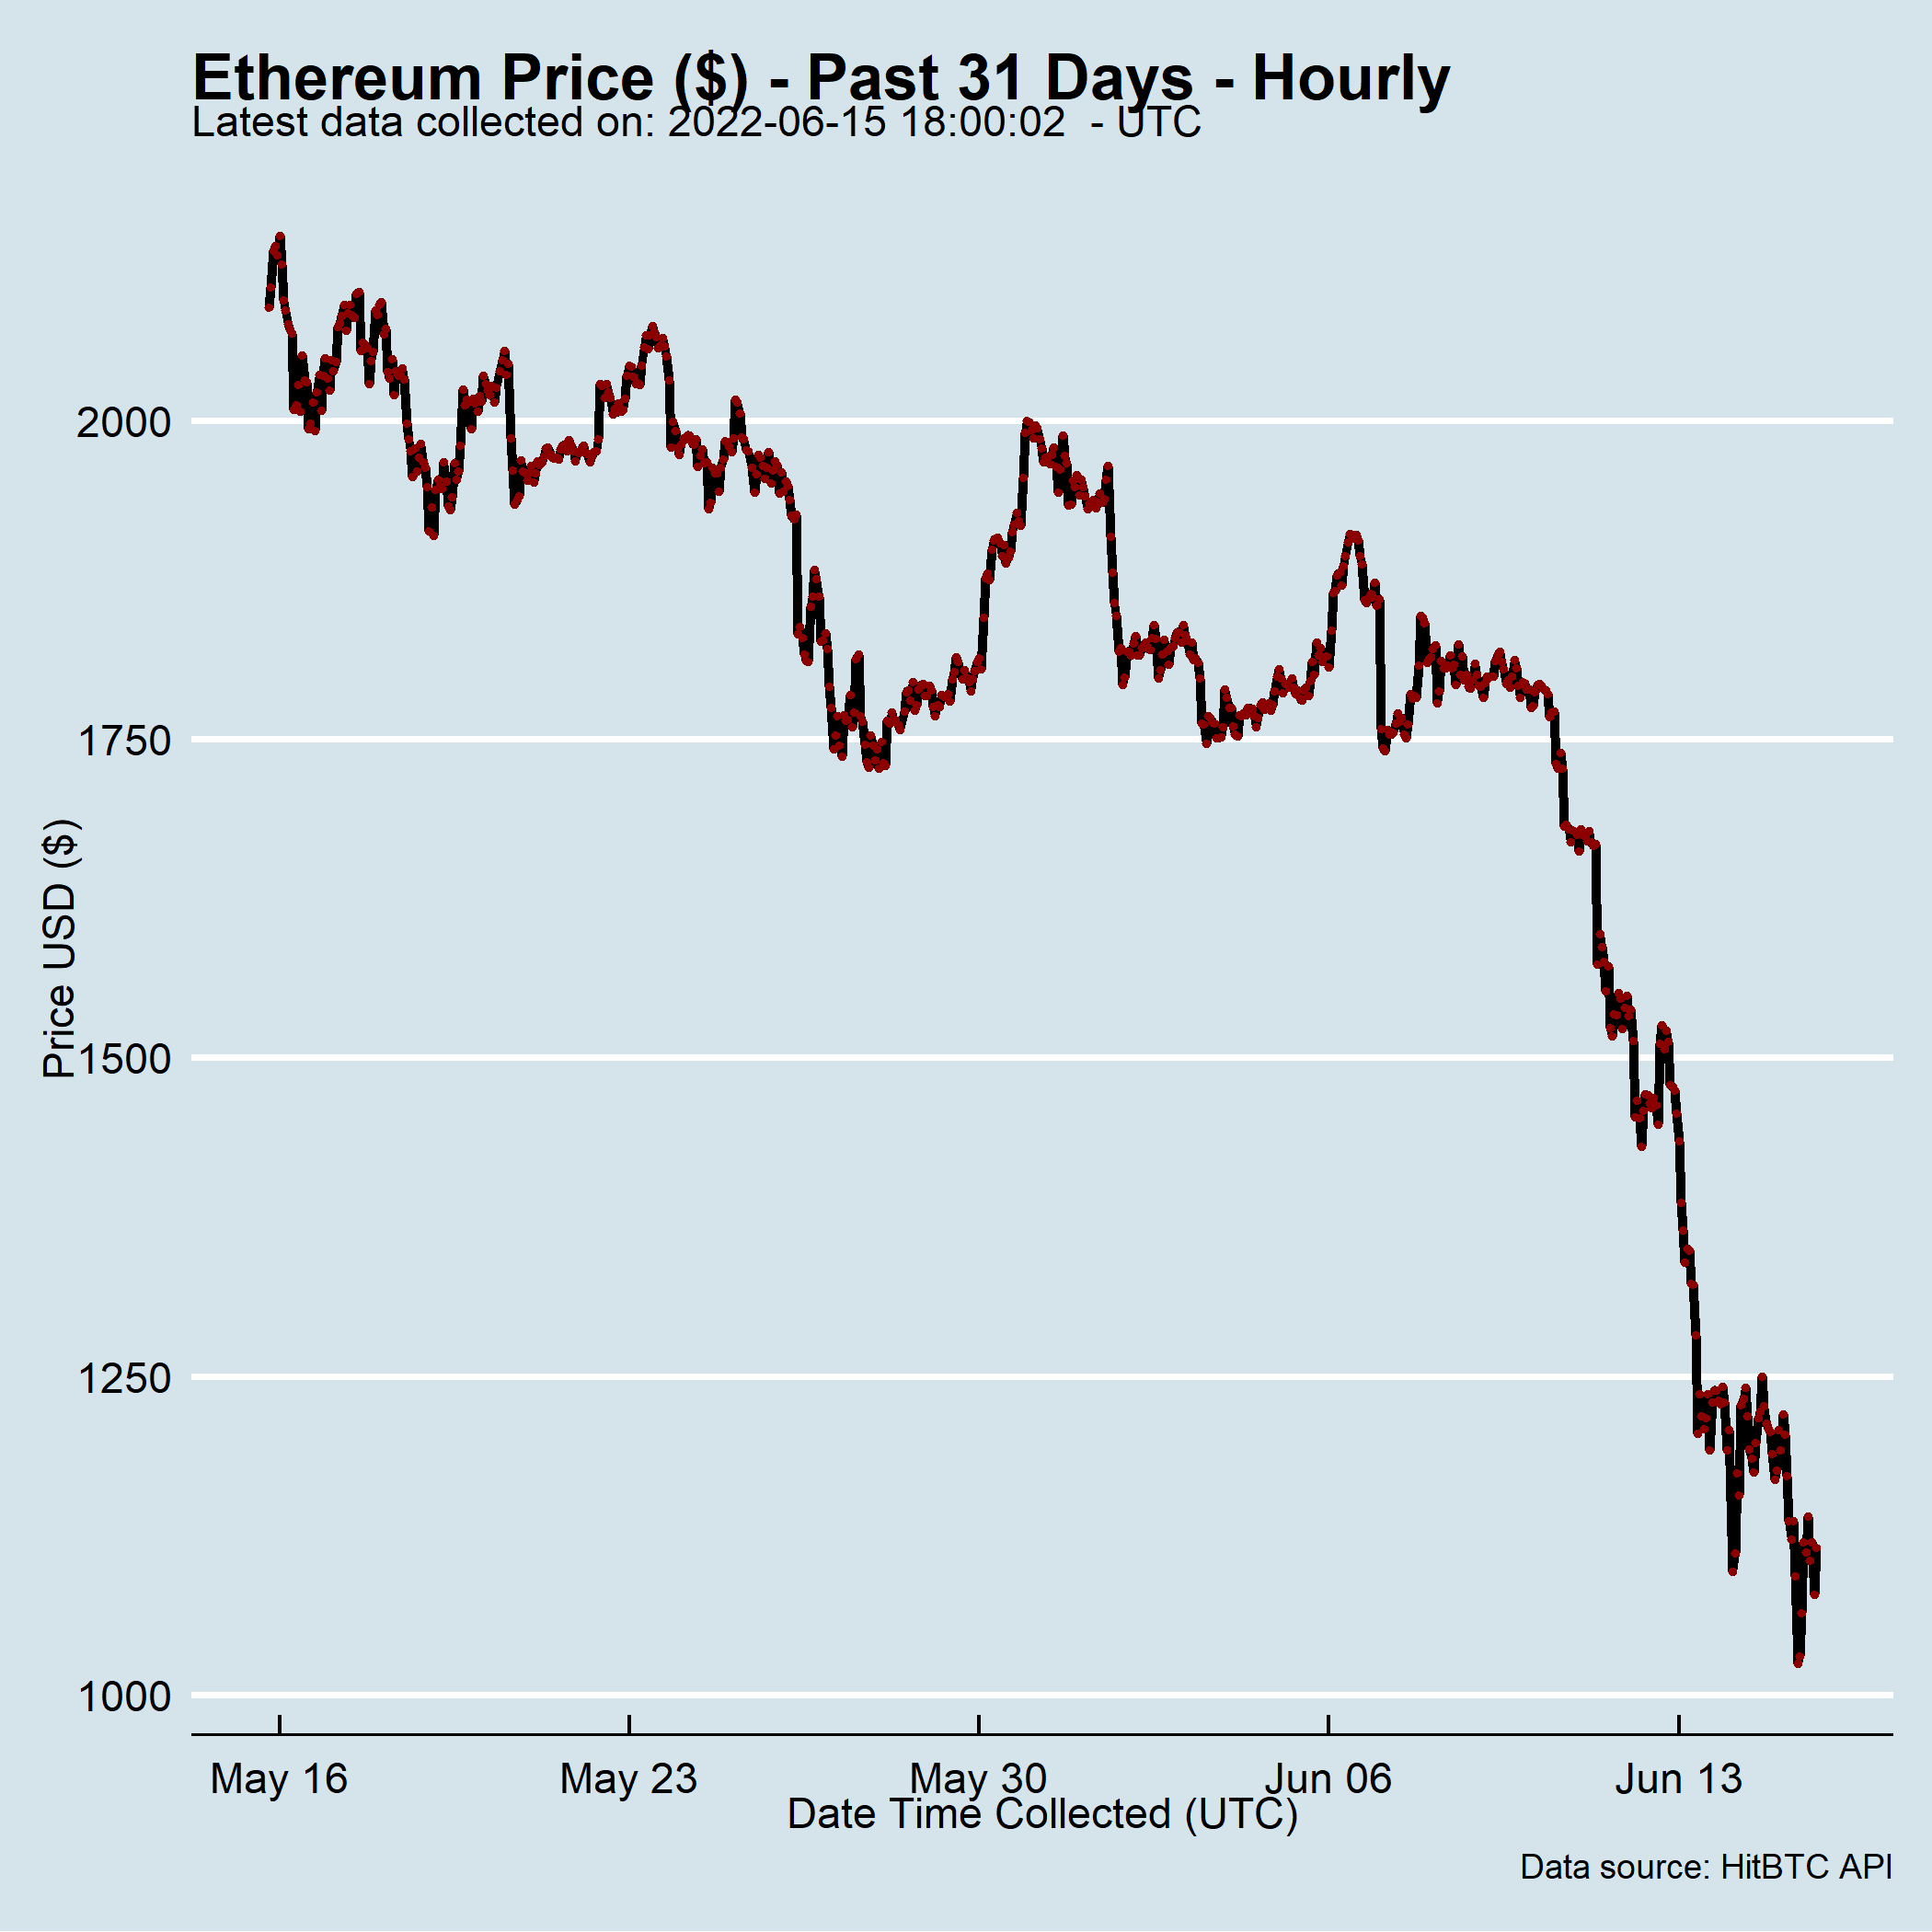 Ethereum Price ($) - Past 31 Days - Hourly
Latest data collected on: 2022-06-15 18:00:02  - UTC
Price USD ($)
2000
1750
1500
1250
1000
May 16
May 23
May 30
Jun 06
Jun 13
Date Time Collected (UTC)
Data source: HitBTC API